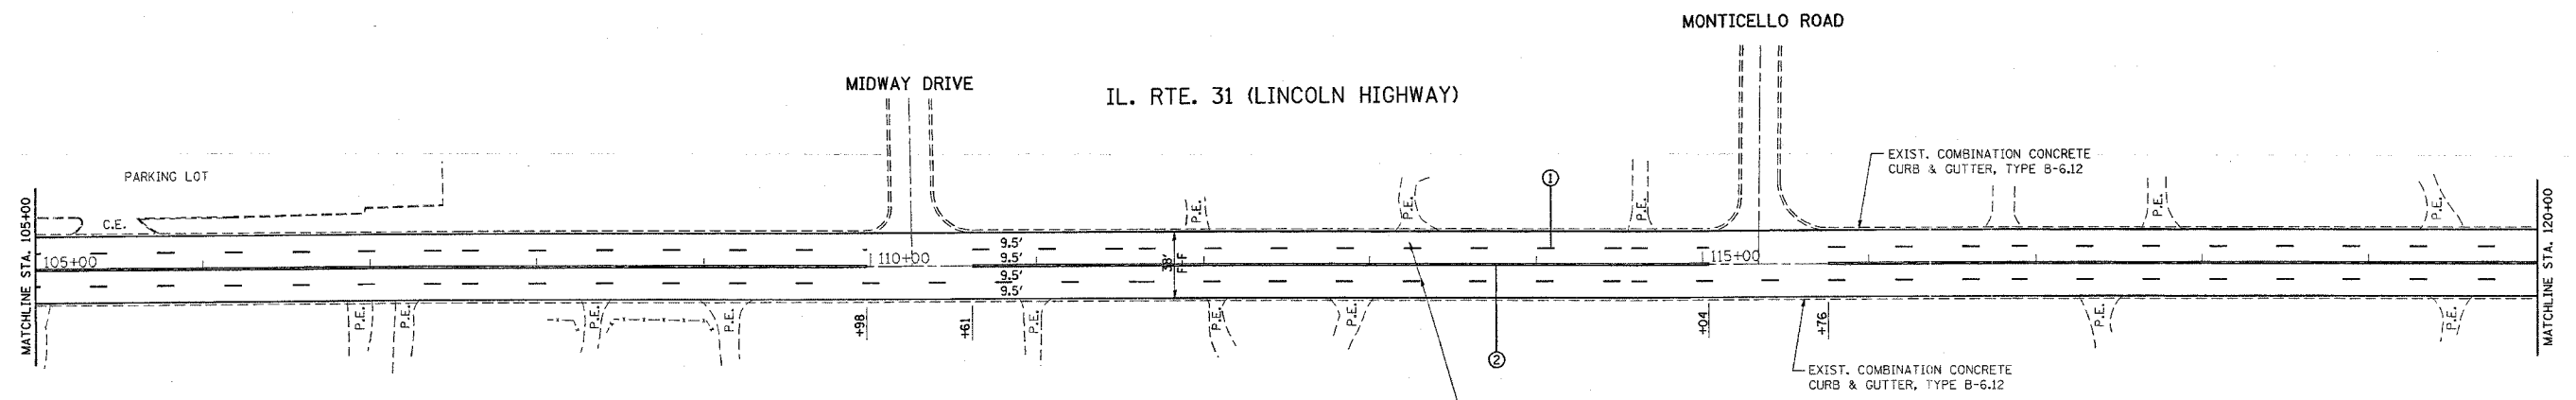 MONTICELLO ROAD
MIDWAY DRIVE
IL. RTE. 31 (LINCOLN HIGHWAY)
EXIST. COMBINATION CONCRETE
CURB & GUTTER, TYPE B-6.12
PARKING LOT
1
MATCHLINE STA. 105+00
C.E.
P.E.
P.E.
P.E.
P.E.
P.E.
MATCHLINE STA. 120+00
105+00
110+00
115+00
9.5'
9.5'
9.5'
9.5'
38'
F-F
P.E.
P.E.
P.E.
P.E.
+98
+61
P.E.
P.E.
P.E.
+04
+76
P.E.
P.E.
2
EXIST. COMBINATION CONCRETE
CURB & GUTTER, TYPE B-6.12